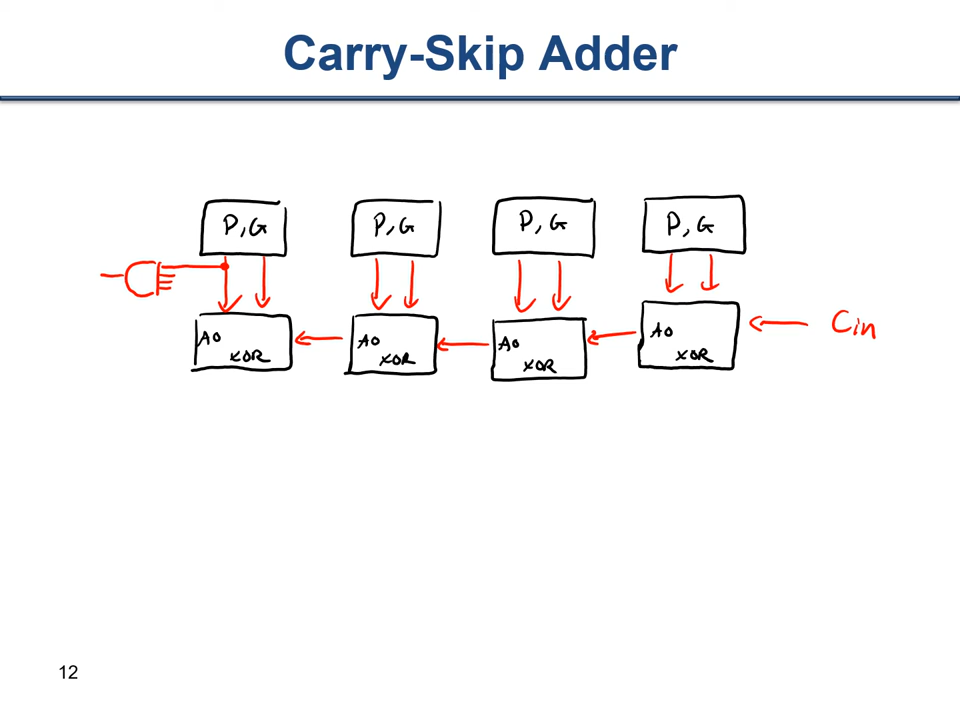 Carry-Skip Adder
P,G P,G P,G P,G
AO AO AO AO
XOR XOR XOR XOR
Cin
12